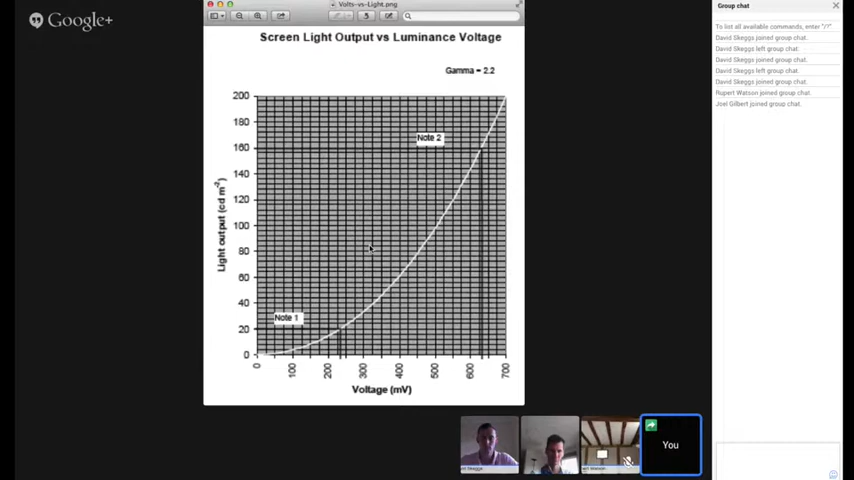 Google+
Volts-vs-Light.png
Screen Light Output vs Luminance Voltage
Gamma = 2.2
200
180
160
140
120
100
80
60
40
20
0
Light output (cd m-2)
Note 2
Note 1
0
100
200
300
400
500
600
700
Voltage (mV)
You
Group chat
To list all available commands, enter "/?"
David Skeggs joined group chat.
David Skeggs left group chat.
David Skeggs joined group chat.
David Skeggs left group chat.
David Skeggs joined group chat.
Rupert Watson joined group chat.
Joel Gilbert joined group chat.